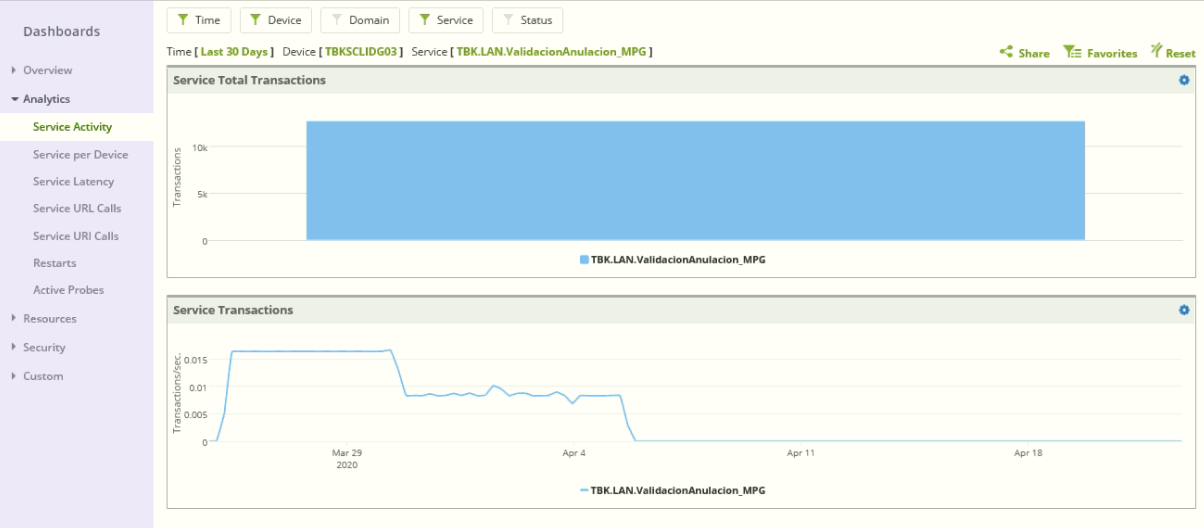 Dashboards
Overview
Analytics
Service Activity
Service per Device
Service Latency
Service URL Calls
Service URI Calls
Restarts
Active Probes
Resources
Security
Custom
Time Device Domain Service Status
Time [ Last 30 Days ] Device [ TBKSCLIDG03 ] Service [ TBK.LAN.ValidacionAnulacion_MPG ]
Share Favorites Reset
Service Total Transactions
Transactions
10k
5k
0
TBK.LAN.ValidacionAnulacion_MPG
Service Transactions
Transactions/sec.
0.015
0.01
0.005
0
Mar 29 Apr 4 Apr 11 Apr 18
2020
TBK.LAN.ValidacionAnulacion_MPG